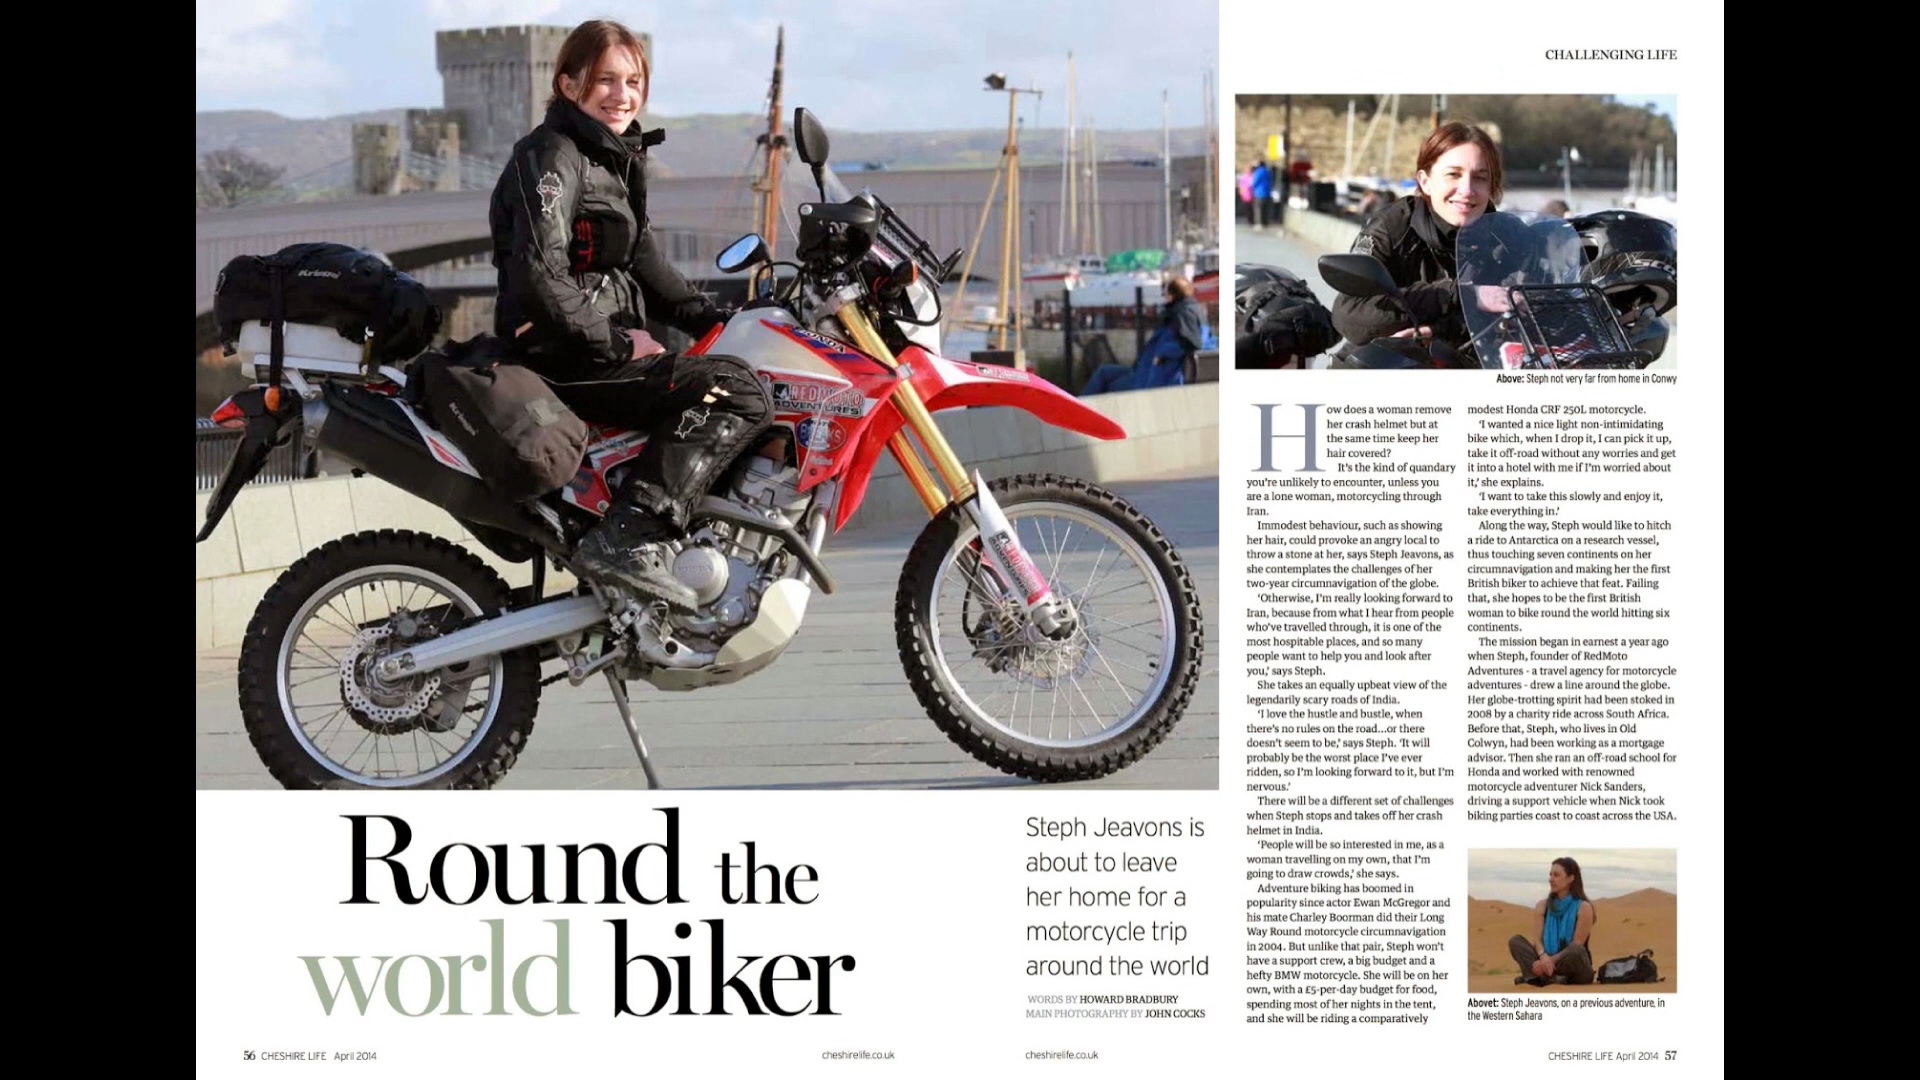 Round the
world biker
Steph Jeavons is
about to leave
her home for a
motorcycle trip
around the world
WORDS BY HOWARD BRADBURY
MAIN PHOTOGRAPHY BY JOHN COCKS
56 CHESHIRE LIFE April 2014
cheshirelife.co.uk
Kriega
HONDA
REDMOTO
ADVENTURES
CHALLENGING LIFE
Above: Steph not very far from home in Conwy
How does a woman remove
her crash helmet but at
the same time keep her
hair covered?
It's the kind of quandary
you're unlikely to encounter, unless you
are a lone woman, motorcycling through
Iran.
Immodest behaviour, such as showing
her hair, could provoke an angry local to
throw a stone at her, says Steph Jeavons, as
she contemplates the challenges of her
two-year circumnavigation of the globe.
'Otherwise, I'm really looking forward to
Iran, because from what I hear from people
who've travelled through, it is one of the
most hospitable places, and so many
people want to help you and look after
you,' says Steph.
She takes an equally upbeat view of the
legendarily scary roads of India.
'I love the hustle and bustle, when
there's no rules on the road...or there
doesn't seem to be,' says Steph. 'It will
probably be the worst place I've ever
ridden, so I'm looking forward to it, but I'm
nervous.'
There will be a different set of challenges
when Steph stops and takes off her crash
helmet in India.
'People will be so interested in me, as a
woman travelling on my own, that I'm
going to draw crowds,' she says.
Adventure biking has boomed in
popularity since actor Ewan McGregor and
his mate Charley Boorman did their Long
Way Round motorcycle circumnavigation
in 2004. But unlike that pair, Steph won't
have a support crew, a big budget and a
hefty BMW motorcycle. She will be on her
own, with a £5-per-day budget for food,
spending most of her nights in the tent,
and she will be riding a comparatively
modest Honda CRF 250L motorcycle.
'I wanted a nice light non-intimidating
bike which, when I drop it, I can pick it up,
take it off-road without any worries and get
it into a hotel with me if I'm worried about
it,' she explains.
'I want to take this slowly and enjoy it,
take everything in.'
Along the way, Steph would like to hitch
a ride to Antarctica on a research vessel,
thus touching seven continents on her
circumnavigation and making her the first
British biker to achieve that feat. Failing
that, she hopes to be the first British
woman to bike round the world hitting six
continents.
The mission began in earnest a year ago
when Steph, founder of RedMoto
Adventures - a travel agency for motorcycle
adventures - drew a line around the globe.
Her globe-trotting spirit had been stoked in
2008 by a charity ride across South Africa.
Before that, Steph, who lives in Old
Colwyn, had been working as a mortgage
advisor. Then she ran an off-road school for
Honda and worked with renowned
motorcycle adventurer Nick Sanders,
driving a support vehicle when Nick took
biking parties coast to coast across the USA.
Abovet: Steph Jeavons, on a previous adventure, in
the Western Sahara
cheshirelife.co.uk
CHESHIRE LIFE April 2014 57